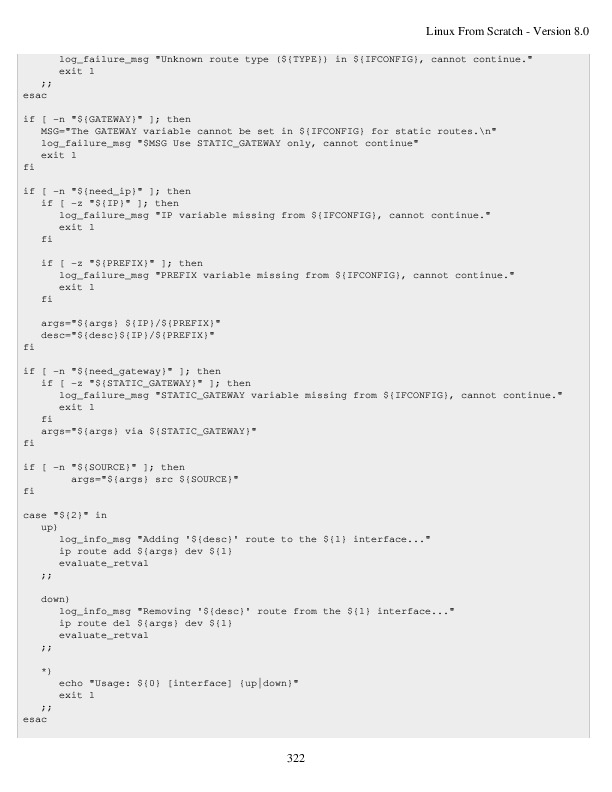 Linux From Scratch - Version 8.0
      log_failure_msg "Unknown route type (${TYPE}) in ${IFCONFIG}, cannot continue."
      exit 1
   ;;
esac

if [ -n "${GATEWAY}" ]; then
   MSG="The GATEWAY variable cannot be set in ${IFCONFIG} for static routes.\n"
   log_failure_msg "$MSG Use STATIC_GATEWAY only, cannot continue"
   exit 1
fi

if [ -n "${need_ip}" ]; then
   if [ -z "${IP}" ]; then
      log_failure_msg "IP variable missing from ${IFCONFIG}, cannot continue."
      exit 1
   fi

   if [ -z "${PREFIX}" ]; then
      log_failure_msg "PREFIX variable missing from ${IFCONFIG}, cannot continue."
      exit 1
   fi

   args="${args} ${IP}/${PREFIX}"
   desc="${desc}${IP}/${PREFIX}"
fi

if [ -n "${need_gateway}" ]; then
   if [ -z "${STATIC_GATEWAY}" ]; then
      log_failure_msg "STATIC_GATEWAY variable missing from ${IFCONFIG}, cannot continue."
      exit 1
   fi
   args="${args} via ${STATIC_GATEWAY}"
fi

if [ -n "${SOURCE}" ]; then
        args="${args} src ${SOURCE}"
fi

case "${2}" in
   up)
      log_info_msg "Adding '${desc}' route to the ${1} interface..."
      ip route add ${args} dev ${1}
      evaluate_retval
   ;;

   down)
      log_info_msg "Removing '${desc}' route from the ${1} interface..."
      ip route del ${args} dev ${1}
      evaluate_retval
   ;;

   *)
      echo "Usage: ${0} [interface] {up|down}"
      exit 1
   ;;
esac
322